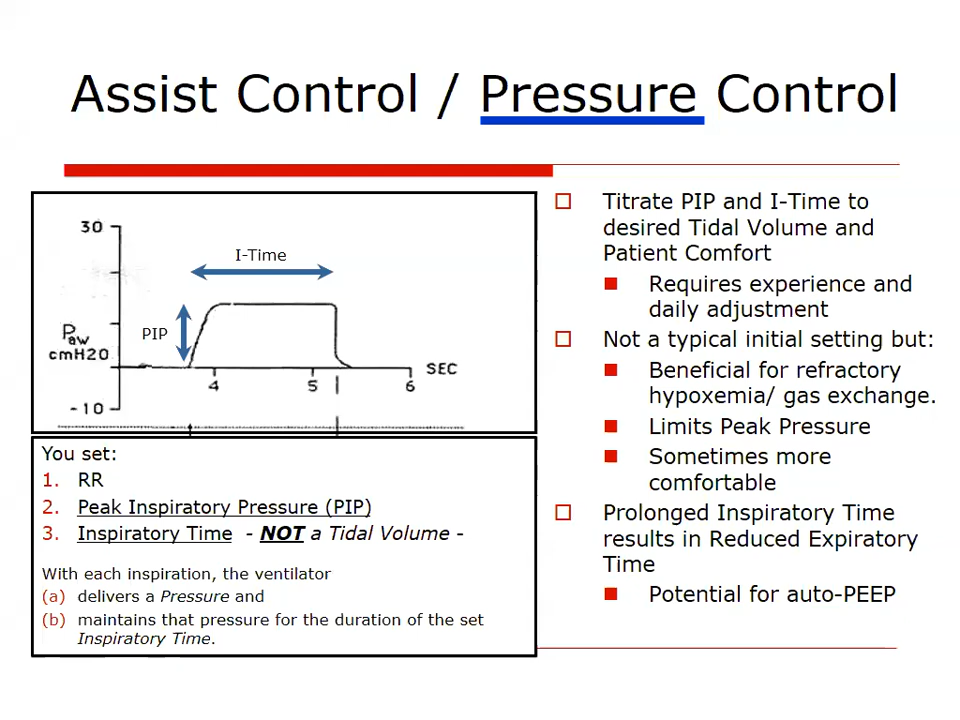 Assist Control / Pressure Control
30
I-Time
PIP
Paw
cmH2O
SEC
4
5
6
-10
You set:
1. RR
2. Peak Inspiratory Pressure (PIP)
3. Inspiratory Time - NOT a Tidal Volume -
With each inspiration, the ventilator
(a) delivers a Pressure and
(b) maintains that pressure for the duration of the set
Inspiratory Time.
Titrate PIP and I-Time to
desired Tidal Volume and
Patient Comfort
Requires experience and
daily adjustment
Not a typical initial setting but:
Beneficial for refractory
hypoxemia/ gas exchange.
Limits Peak Pressure
Sometimes more
comfortable
Prolonged Inspiratory Time
results in Reduced Expiratory
Time
Potential for auto-PEEP